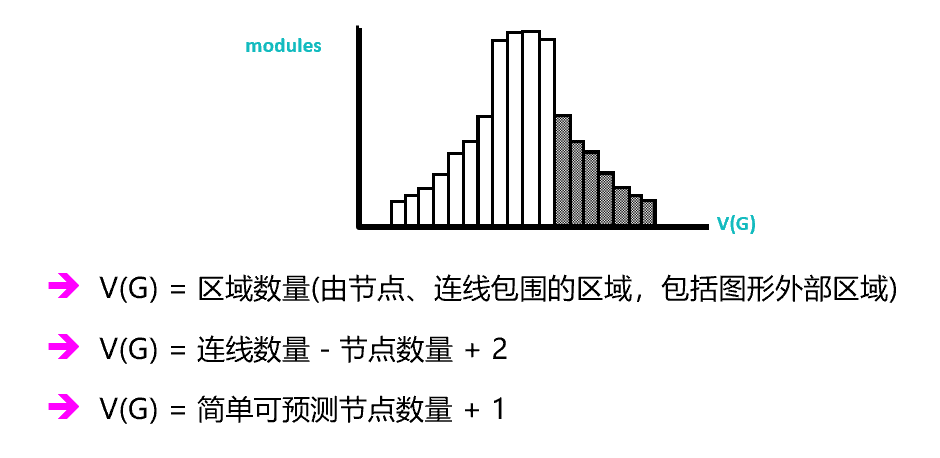 modules
V(G)
V(G) = 区域数量(由节点、连线包围的区域，包括图形外部区域)
V(G) = 连线数量 - 节点数量 + 2
V(G) = 简单可预测节点数量 + 1